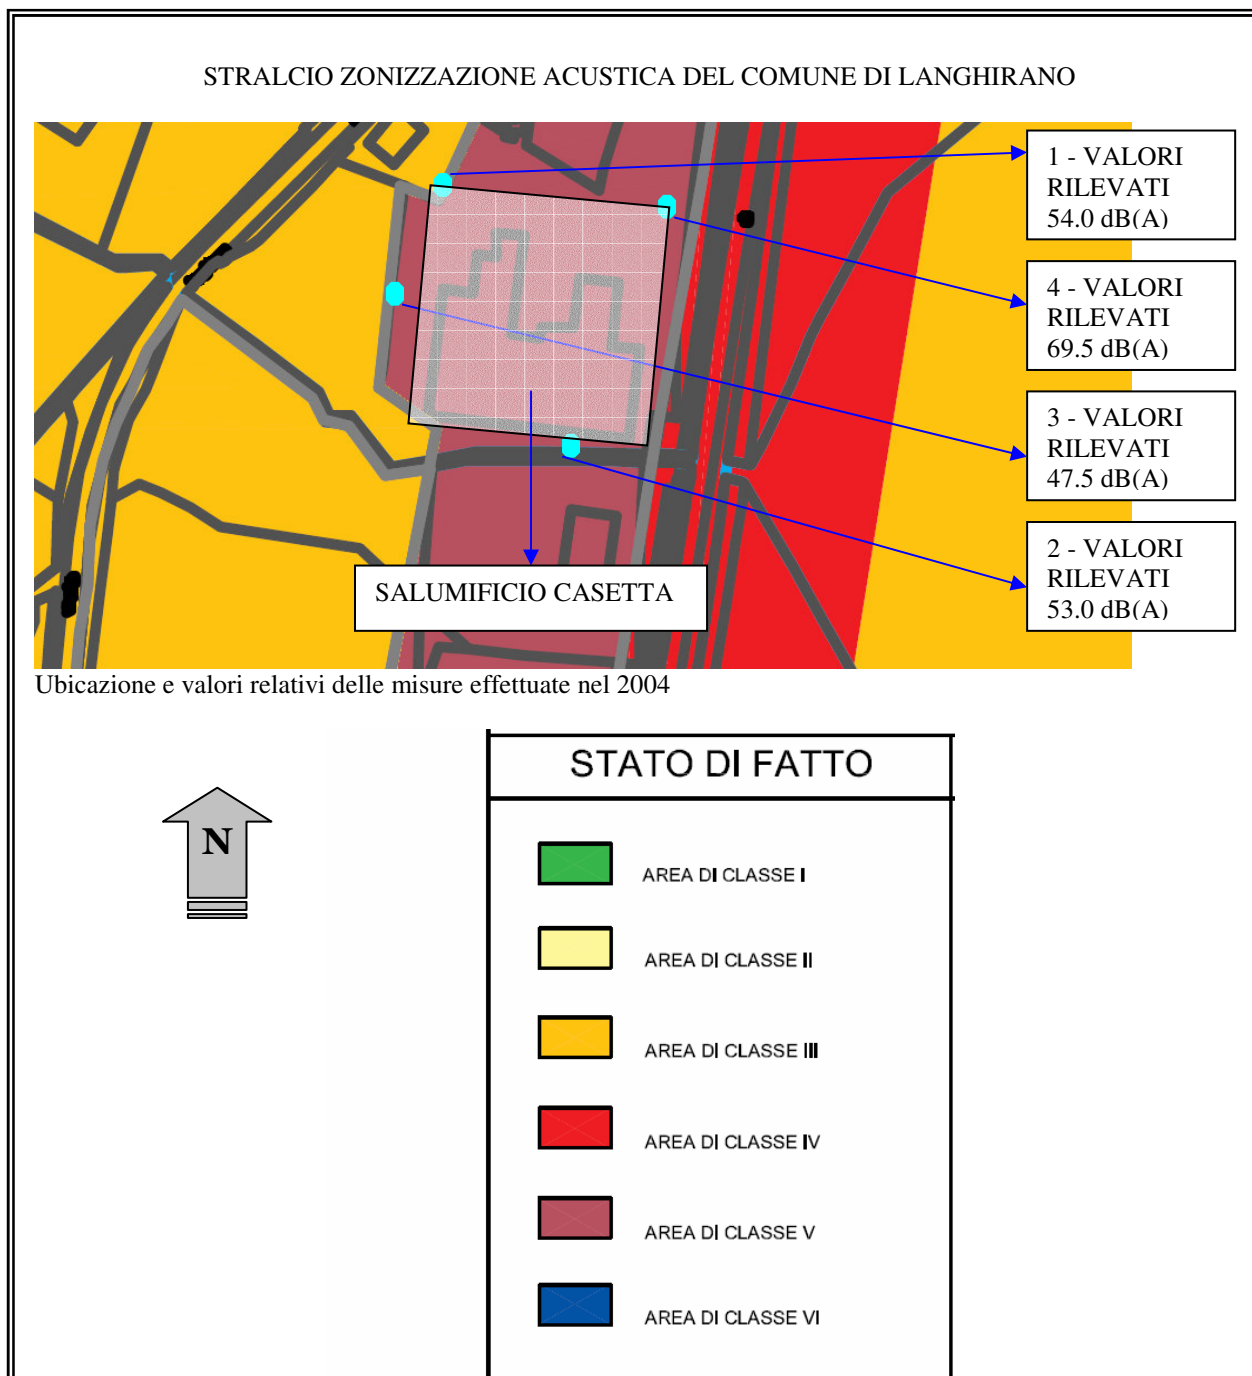 STRALCIO ZONIZZAZIONE ACUSTICA DEL COMUNE DI LANGHIRANO
1 - VALORI
RILEVATI
54.0 dB(A)
4 - VALORI
RILEVATI
69.5 dB(A)
3 - VALORI
RILEVATI
47.5 dB(A)
2 - VALORI
RILEVATI
53.0 dB(A)
SALUMIFICIO CASETTA
Ubicazione e valori relativi delle misure effettuate nel 2004
N
STATO DI FATTO
AREA DI CLASSE I
AREA DI CLASSE II
AREA DI CLASSE III
AREA DI CLASSE IV
AREA DI CLASSE V
AREA DI CLASSE VI